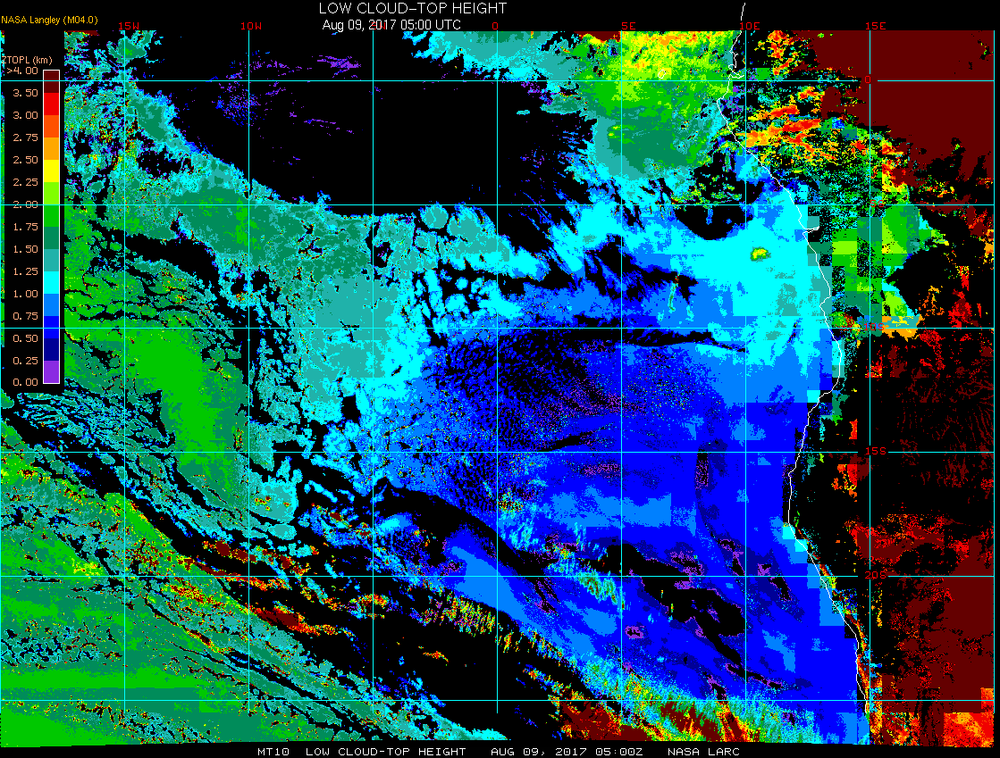 LOW CLOUD-TOP HEIGHT
NASA Langley (M04.0)
Aug 09, 2017 05:00 UTC
15W
10N
0
5E
10E
15E
ZTOPL (km)
>4.00
3.50
3.00
2.75
2.50
2.25
2.00
1.75
1.50
1.25
1.00
0.75
0.50
0.25
0.00
0
15S
20S
MT10 LOW CLOUD-TOP HEIGHT AUG 09, 2017 05:00Z NASA LARC